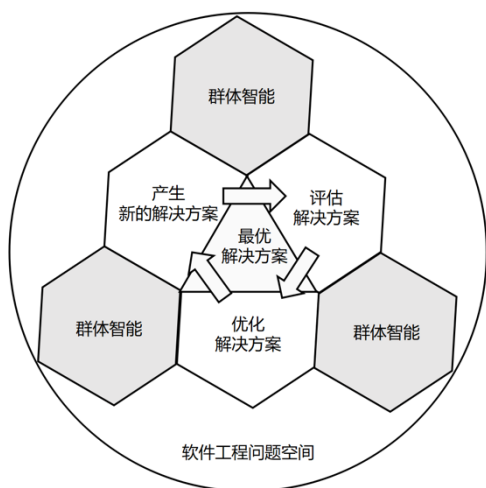 群体智能
产生
新的解决方案
评估
解决方案
最优
解决方案
群体智能
优化
解决方案
群体智能
软件工程问题空间